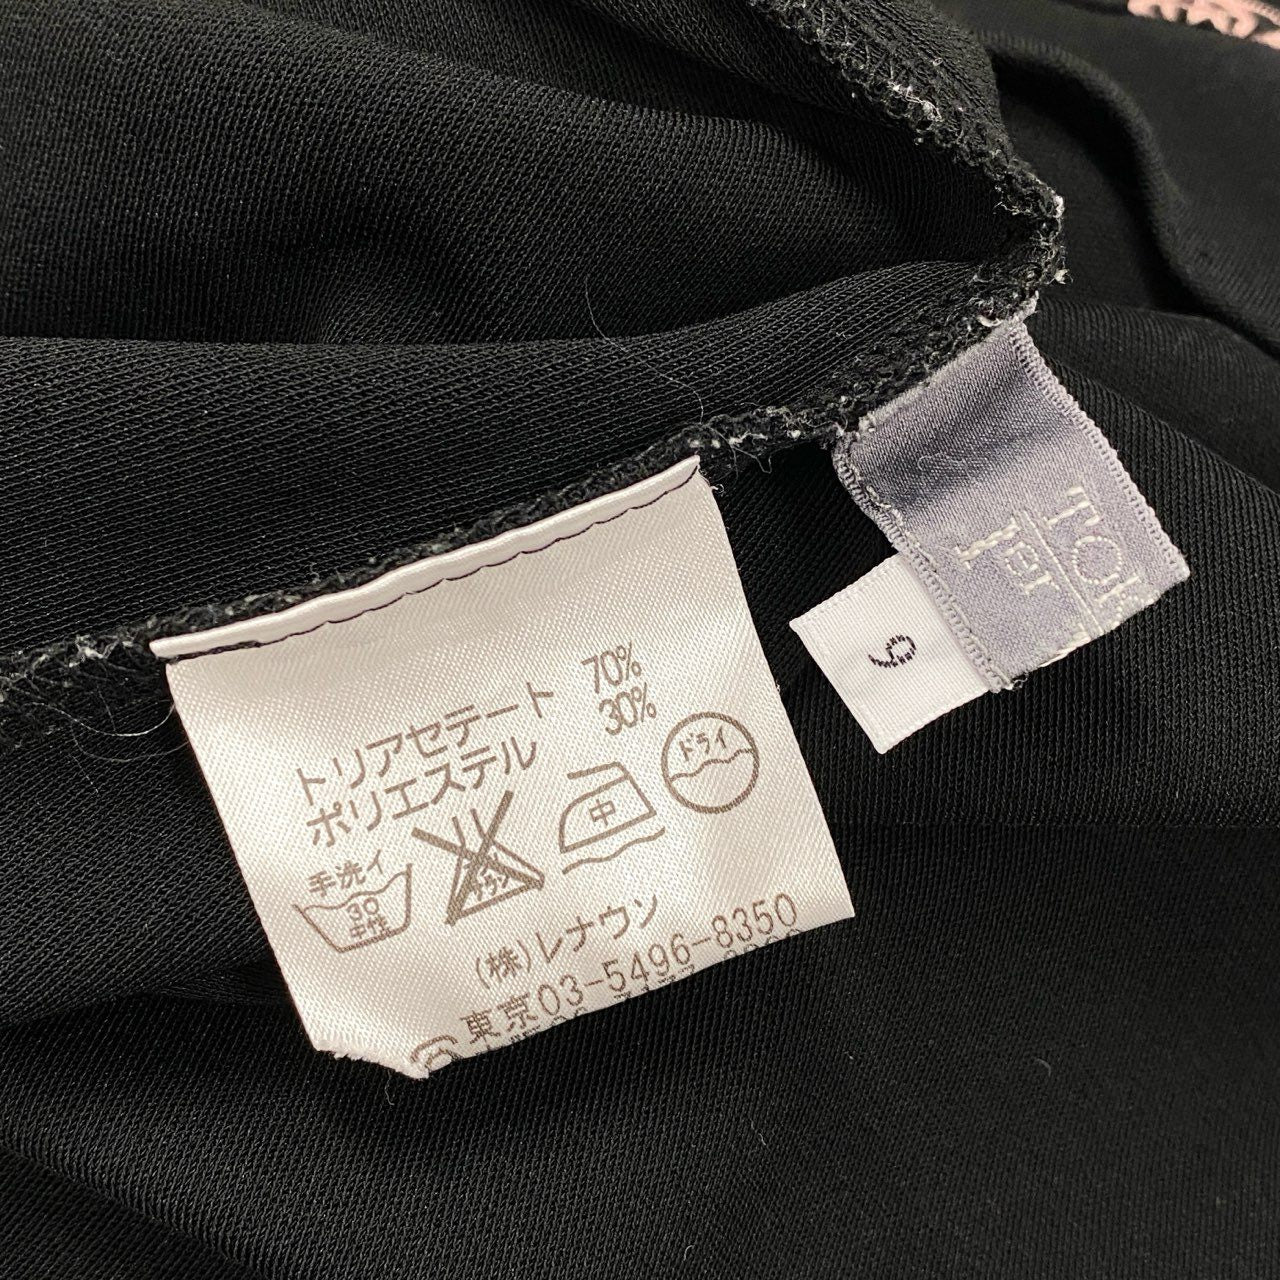 トリアセテート 70%
ポリエステル 30%
手洗イ
30
中性
中
ドライ
(株)レナウン
東京03-5496-8350
9